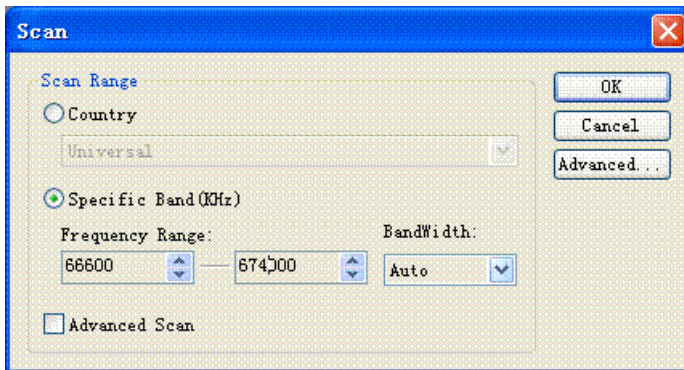 Scan
Scan Range
Country
Universal
Specific Band(KHz)
Frequency Range:
BandWidth:
66600
674000
Auto
Advanced Scan
OK
Cancel
Advanced...